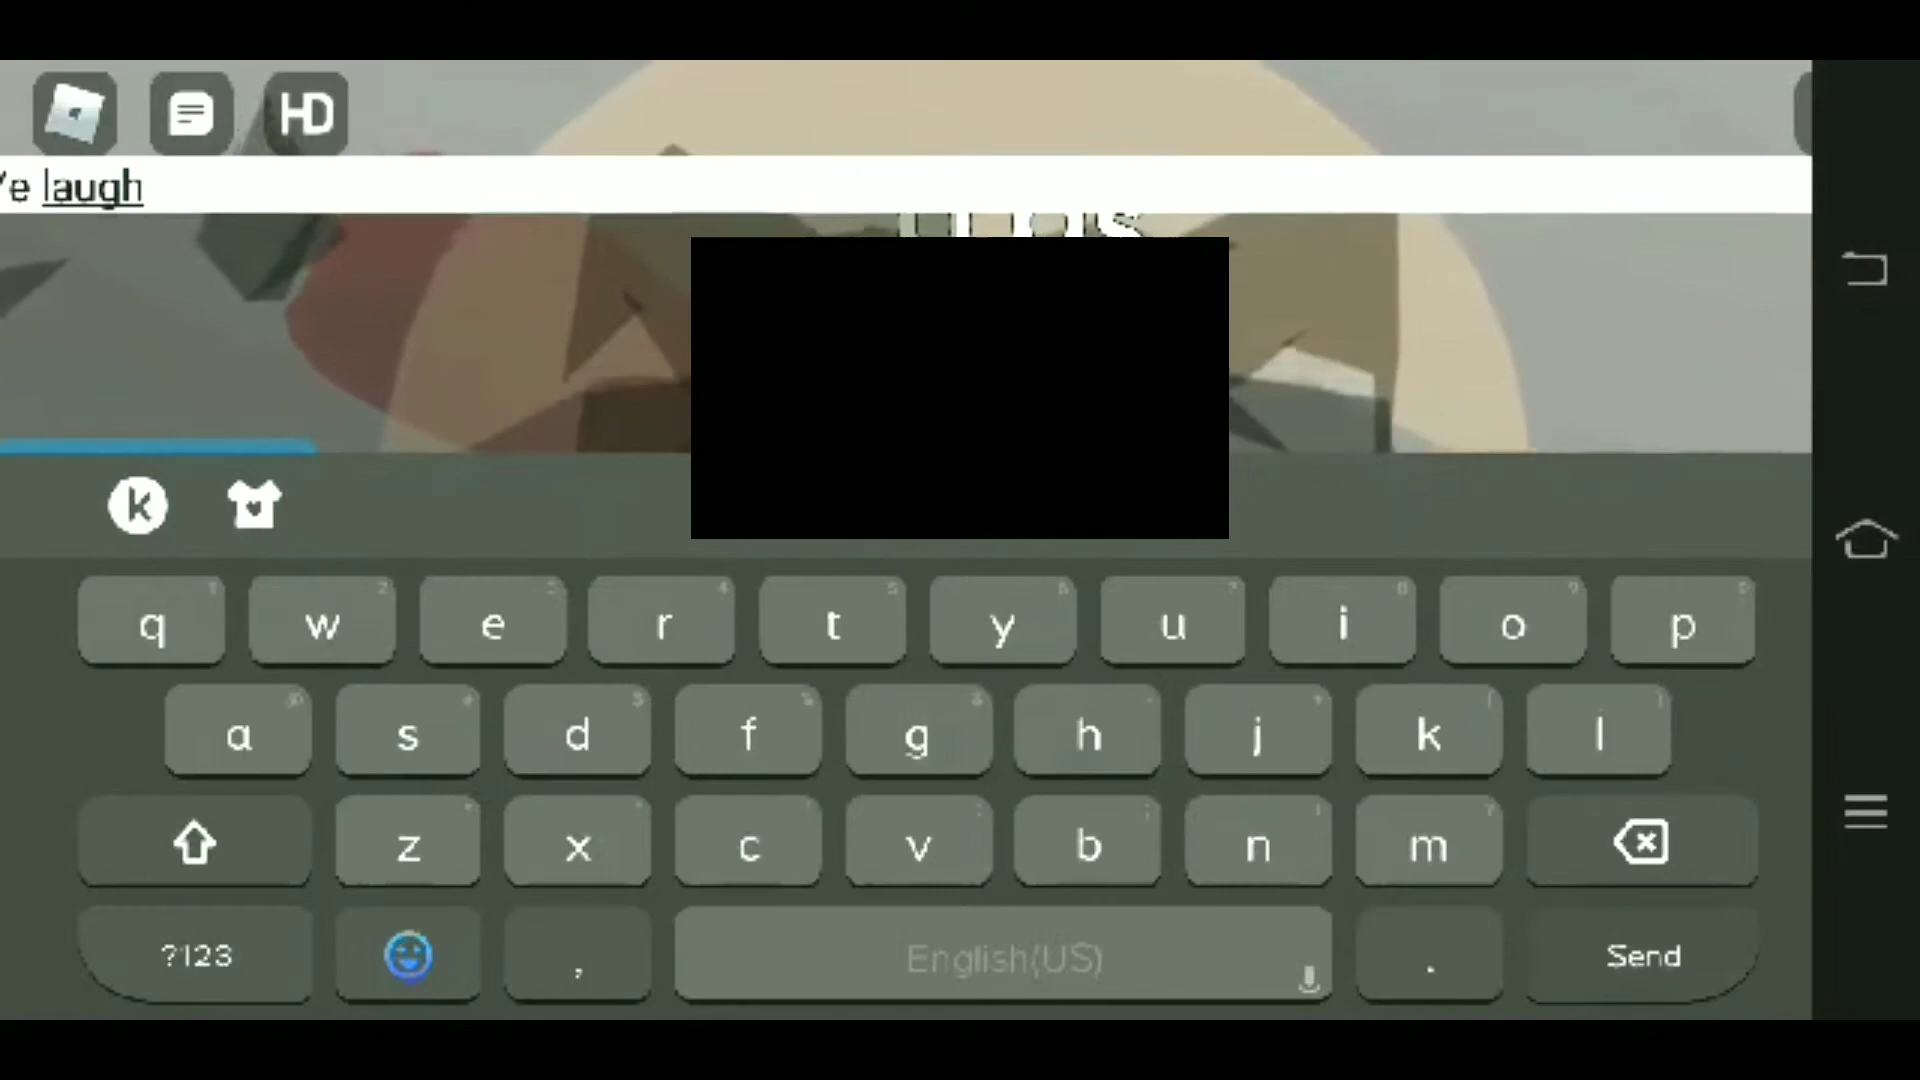 HD
/e laugh
k
q w e r t y u i o p
a s d f g h j k l
z x c v b n m
?123 , English(US) . Send